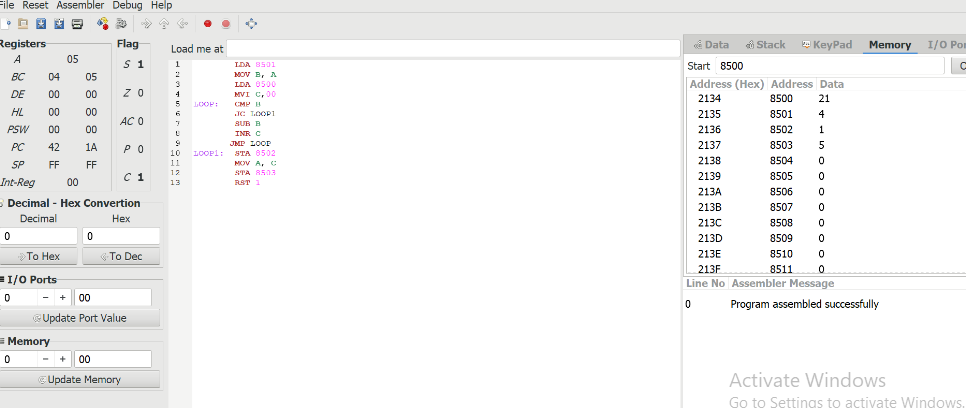 File Reset Assembler Debug Help
Registers
A 05
BC 04 05
DE 00 00
HL 00 00
PSW 00 00
PC 42 1A
SP FF FF
Int-Reg 00
Flag
S 1
Z 0
AC 0
P 0
C 1
Decimal - Hex Convertion
Decimal Hex
0 0
To Hex To Dec
I/O Ports
0 - + 00
Update Port Value
Memory
0 - + 00
Update Memory
Load me at
1 LDA 8501
2 MOV B, A
3 LDA 8500
4 MVI C,00
5 LOOP: CMP B
6 JC LOOP1
7 SUB B
8 INR C
9 JMP LOOP
10 LOOP1: STA 8502
11 MOV A, C
12 STA 8503
13 RST 1
Data Stack KeyPad Memory I/O Por
Start 8500
Address (Hex) Address Data
2134 8500 21
2135 8501 4
2136 8502 1
2137 8503 5
2138 8504 0
2139 8505 0
213A 8506 0
213B 8507 0
213C 8508 0
213D 8509 0
213E 8510 0
213F 8511 0
Line No Assembler Message
0 Program assembled successfully
Activate Windows
Go to Settings to activate Windows.